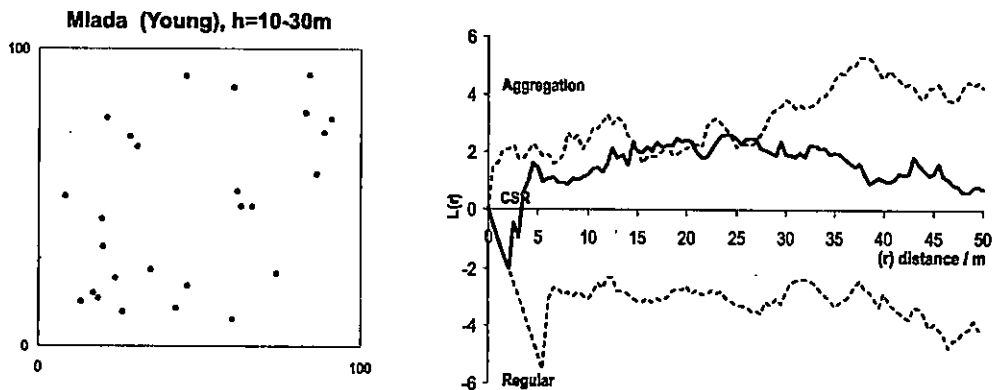 Mlada (Young), h=10-30m
100
0
0
100
6
4
2
0
-2
-4
-6
L(r)
Aggregation
CSR
Regular
0 5 10 15 20 25 30 35 40 45 50
(r) distance / m